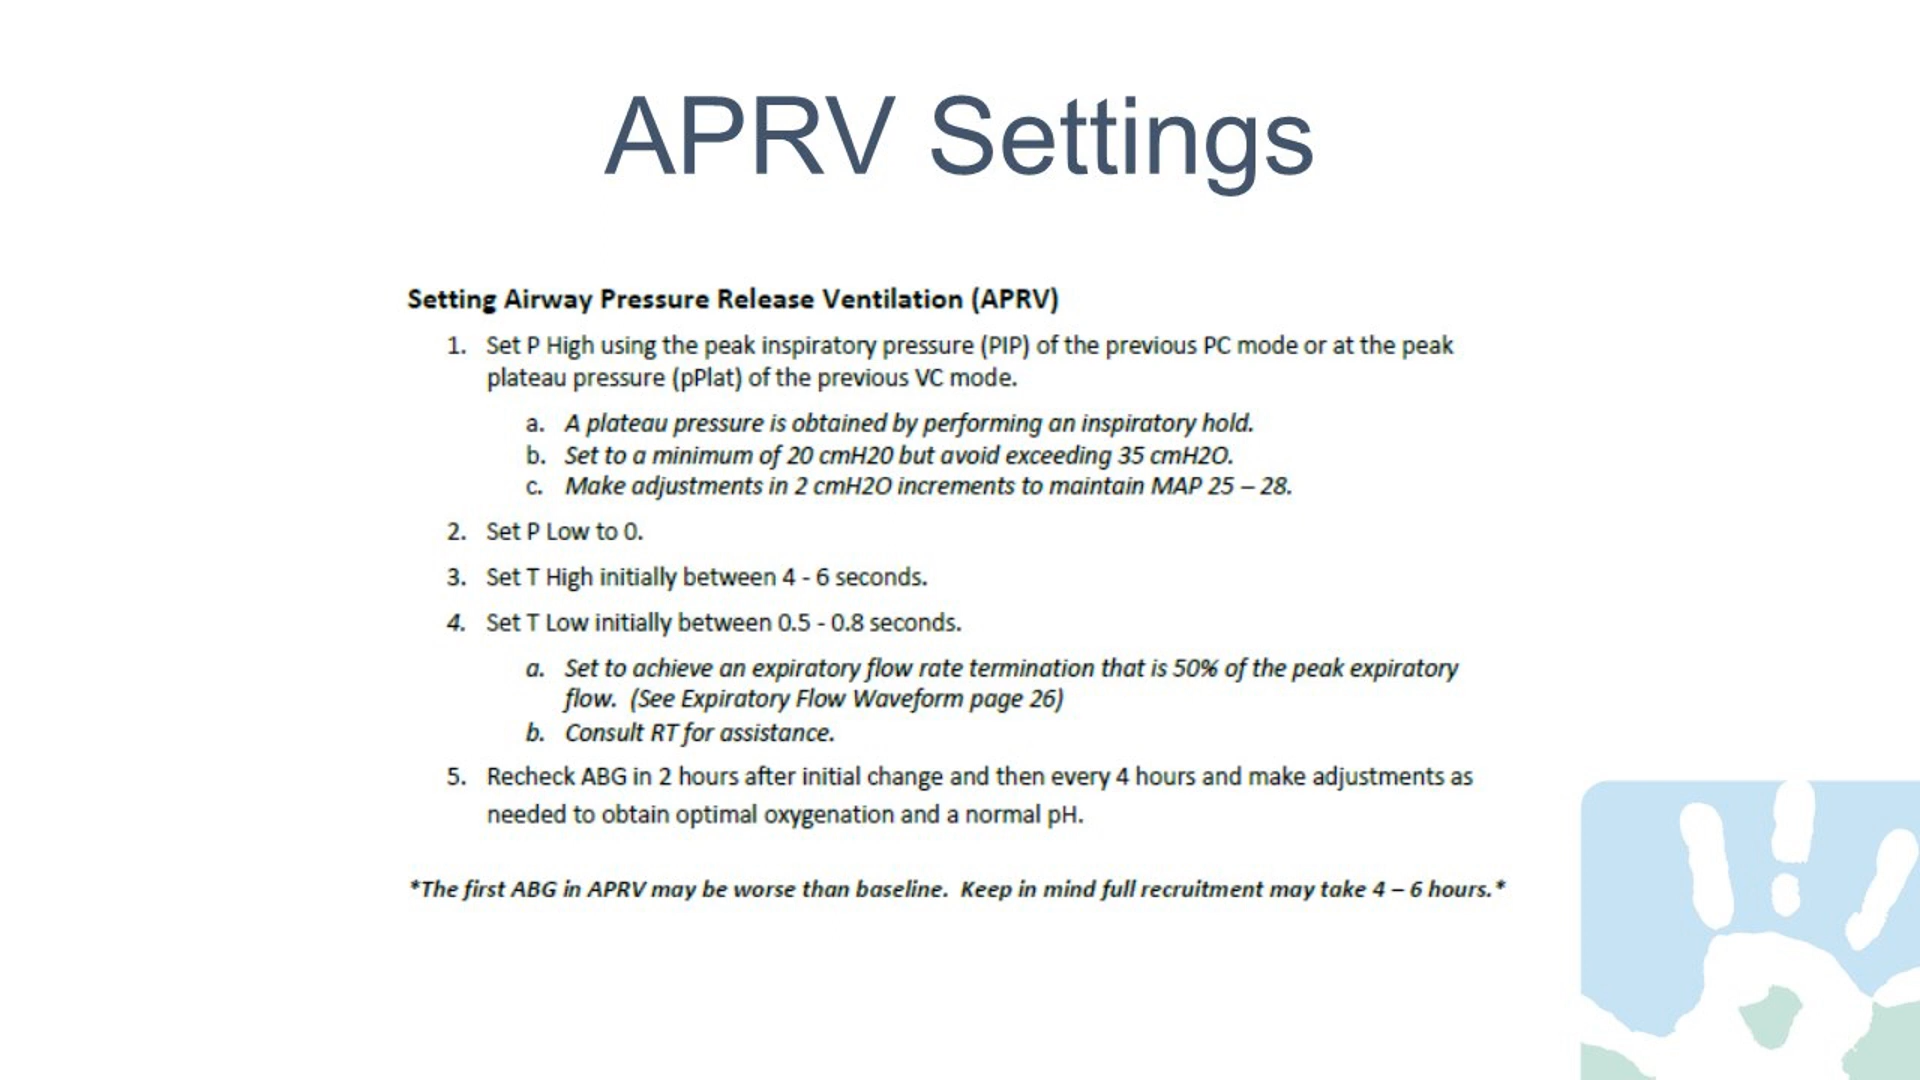 APRV Settings
Setting Airway Pressure Release Ventilation (APRV)
1. Set P High using the peak inspiratory pressure (PIP) of the previous PC mode or at the peak
plateau pressure (pPlat) of the previous VC mode.
a. A plateau pressure is obtained by performing an inspiratory hold.
b. Set to a minimum of 20 cmH20 but avoid exceeding 35 cmH2O.
c. Make adjustments in 2 cmH2O increments to maintain MAP 25 – 28.
2. Set P Low to 0.
3. Set T High initially between 4 - 6 seconds.
4. Set T Low initially between 0.5 - 0.8 seconds.
a. Set to achieve an expiratory flow rate termination that is 50% of the peak expiratory
flow. (See Expiratory Flow Waveform page 26)
b. Consult RT for assistance.
5. Recheck ABG in 2 hours after initial change and then every 4 hours and make adjustments as
needed to obtain optimal oxygenation and a normal pH.
*The first ABG in APRV may be worse than baseline. Keep in mind full recruitment may take 4 – 6 hours.*